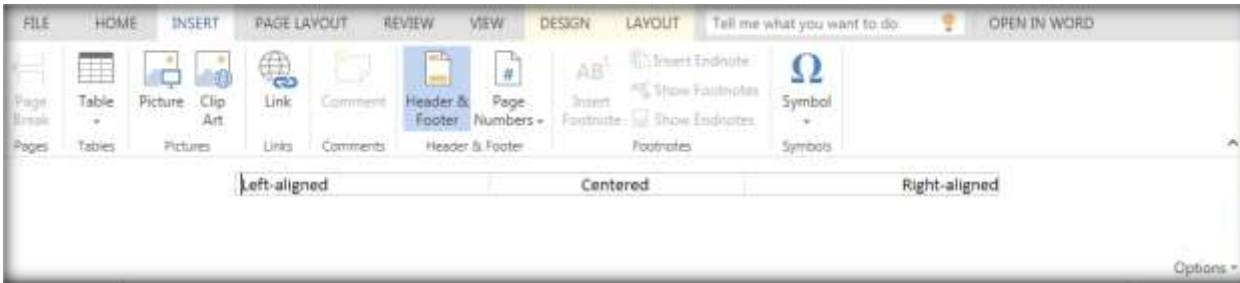 FILE HOME INSERT PAGE LAYOUT REVIEW VIEW DESIGN LAYOUT Tell me what you want to do OPEN IN WORD
Page Break
Table
Picture
Clip Art
Link
Comment
Header & Footer
Page Numbers
AB¹
Insert Footnote
Insert Endnote
Show Footnotes
Show Endnotes
Ω
Symbol
Pages Tables Pictures Links Comments Header & Footer Footnotes Symbols
Left-aligned Centered Right-aligned
Options